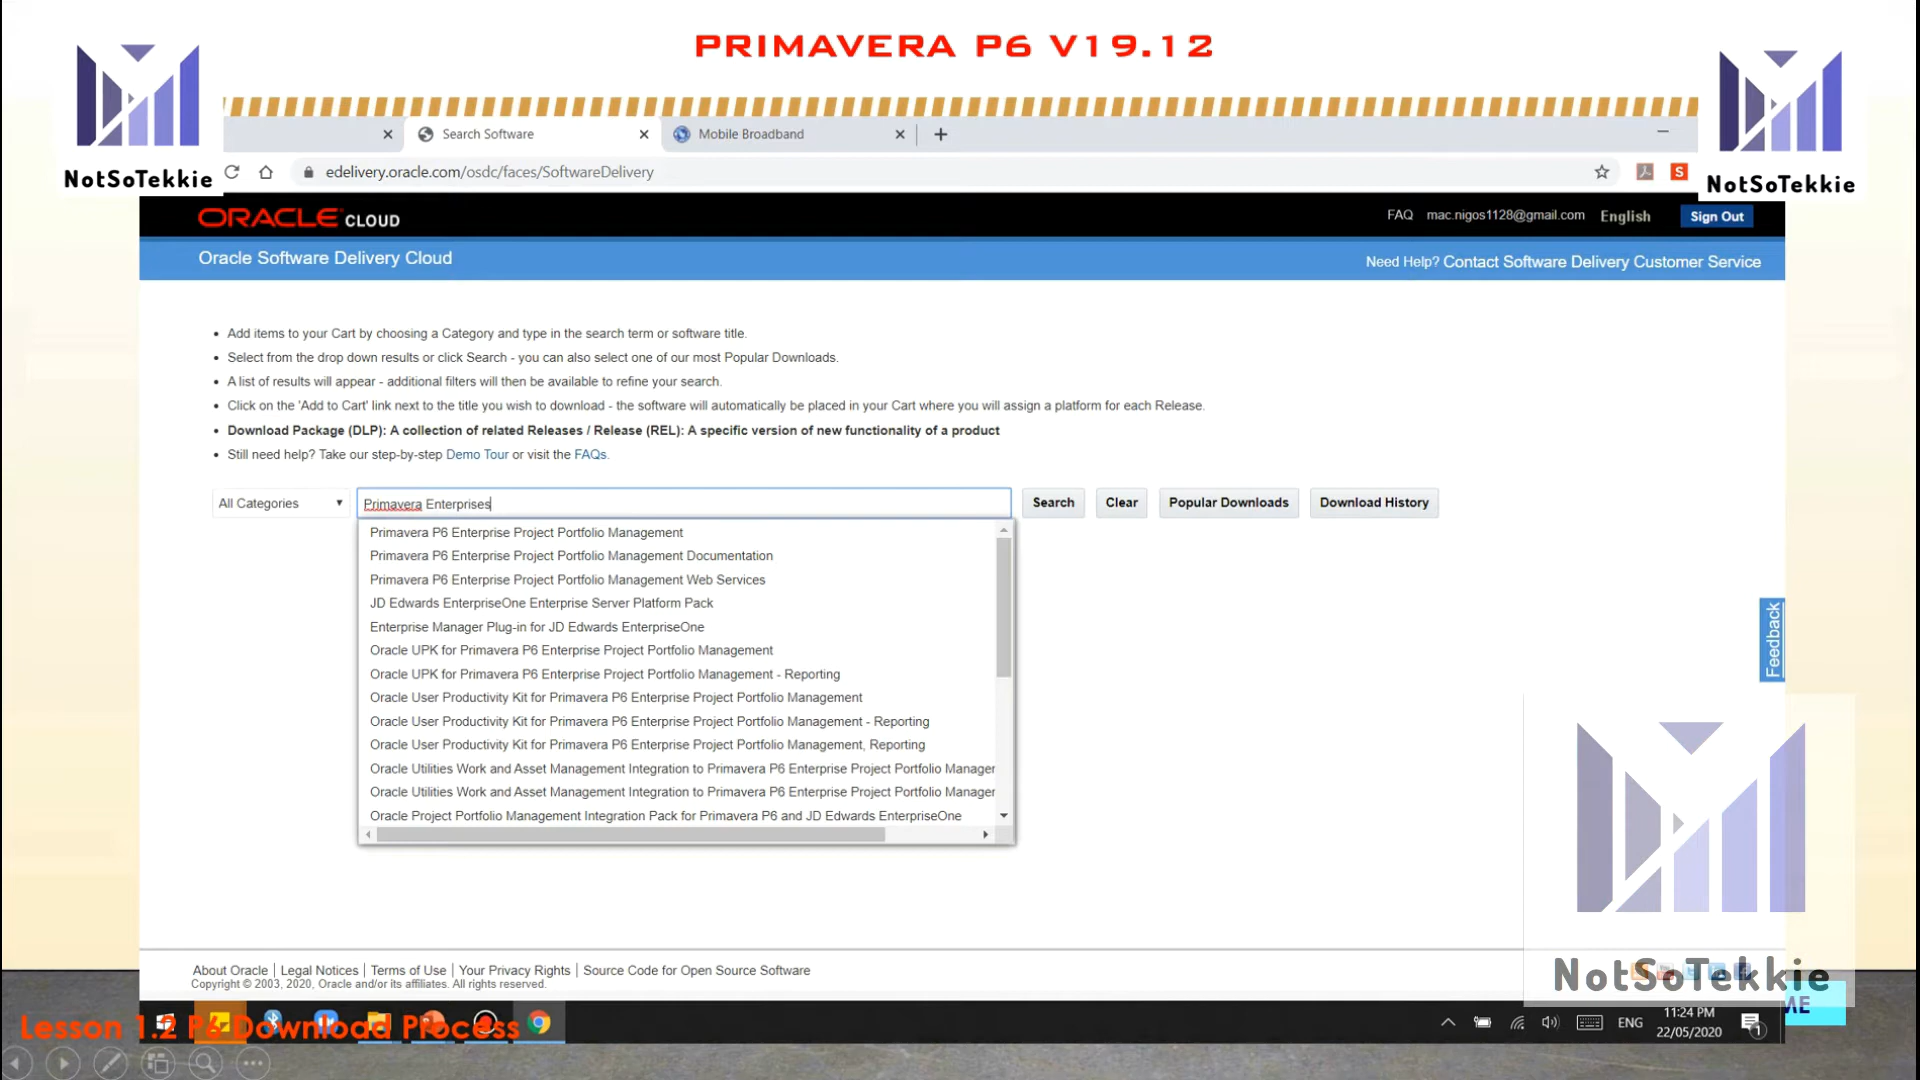 PRIMAVERA P6 V19.12
NotSoTekkie
NotSoTekkie
Search Software
Mobile Broadband
edelivery.oracle.com/osdc/faces/SoftwareDelivery
ORACLE CLOUD
FAQ mac.nigos1128@gmail.com English Sign Out
Oracle Software Delivery Cloud
Need Help? Contact Software Delivery Customer Service
Add items to your Cart by choosing a Category and type in the search term or software title.
Select from the drop down results or click Search - you can also select one of our most Popular Downloads.
A list of results will appear - additional filters will then be available to refine your search.
Click on the 'Add to Cart' link next to the title you wish to download - the software will automatically be placed in your Cart where you will assign a platform for each Release.
Download Package (DLP): A collection of related Releases / Release (REL): A specific version of new functionality of a product
Still need help? Take our step-by-step Demo Tour or visit the FAQs.
All Categories Primavera Enterprises Search Clear Popular Downloads Download History
Primavera P6 Enterprise Project Portfolio Management
Primavera P6 Enterprise Project Portfolio Management Documentation
Primavera P6 Enterprise Project Portfolio Management Web Services
JD Edwards EnterpriseOne Enterprise Server Platform Pack
Enterprise Manager Plug-in for JD Edwards EnterpriseOne
Oracle UPK for Primavera P6 Enterprise Project Portfolio Management
Oracle UPK for Primavera P6 Enterprise Project Portfolio Management - Reporting
Oracle User Productivity Kit for Primavera P6 Enterprise Project Portfolio Management
Oracle User Productivity Kit for Primavera P6 Enterprise Project Portfolio Management - Reporting
Oracle User Productivity Kit for Primavera P6 Enterprise Project Portfolio Management, Reporting
Oracle Utilities Work and Asset Management Integration to Primavera P6 Enterprise Project Portfolio Manager
Oracle Utilities Work and Asset Management Integration to Primavera P6 Enterprise Project Portfolio Manager
Oracle Project Portfolio Management Integration Pack for Primavera P6 and JD Edwards EnterpriseOne
Feedback
About Oracle | Legal Notices | Terms of Use | Your Privacy Rights | Source Code for Open Source Software
Copyright © 2003, 2020, Oracle and/or its affiliates. All rights reserved.
NotSoTekkie
ME
Lesson 1.2 P6 Download Process
ENG
11:24 PM
22/05/2020
1